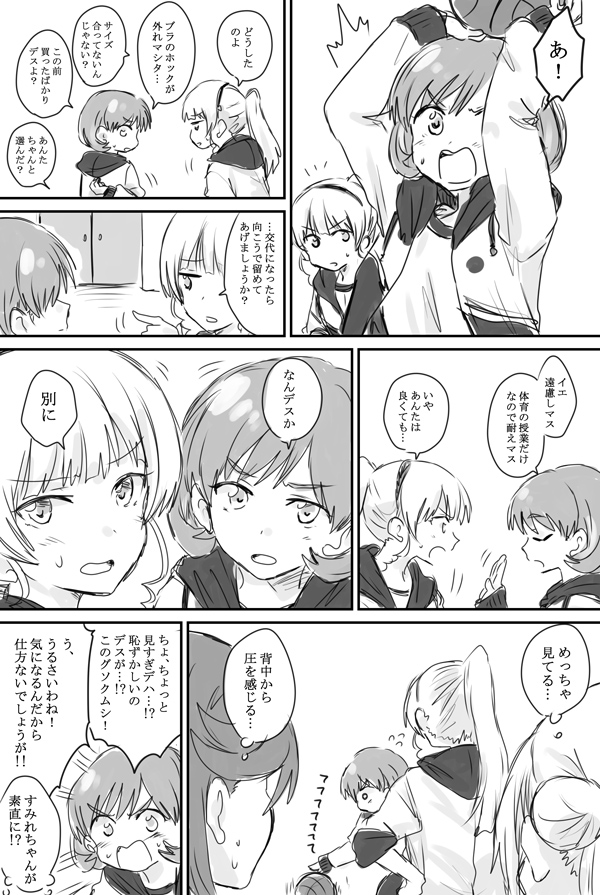 あ!
どうした
のよ
ブラのホックが
外れマシタ…
サイズ
合ってないん
じゃない?
この前
買ったばかり
デスよ?
あんた
ちゃんと
選んだ?
…交代になったら
向こうで留めて
あげましょうか?
イエ
遠慮しマス
体育の授業だけ
なので耐えマス
いや
あんたは
良くても…
なんデスか
別に
めっちゃ
見てる…
アアアアアアア
背中から
圧を感じる…
ちょ、ちょっと
見すぎデハ…!?
恥ずかしいの
デスが…!?
このグソクムシ!
う、
うるさいわね!
気になるんだから
仕方ないでしょうが!!
すみれちゃんが
素直に!?